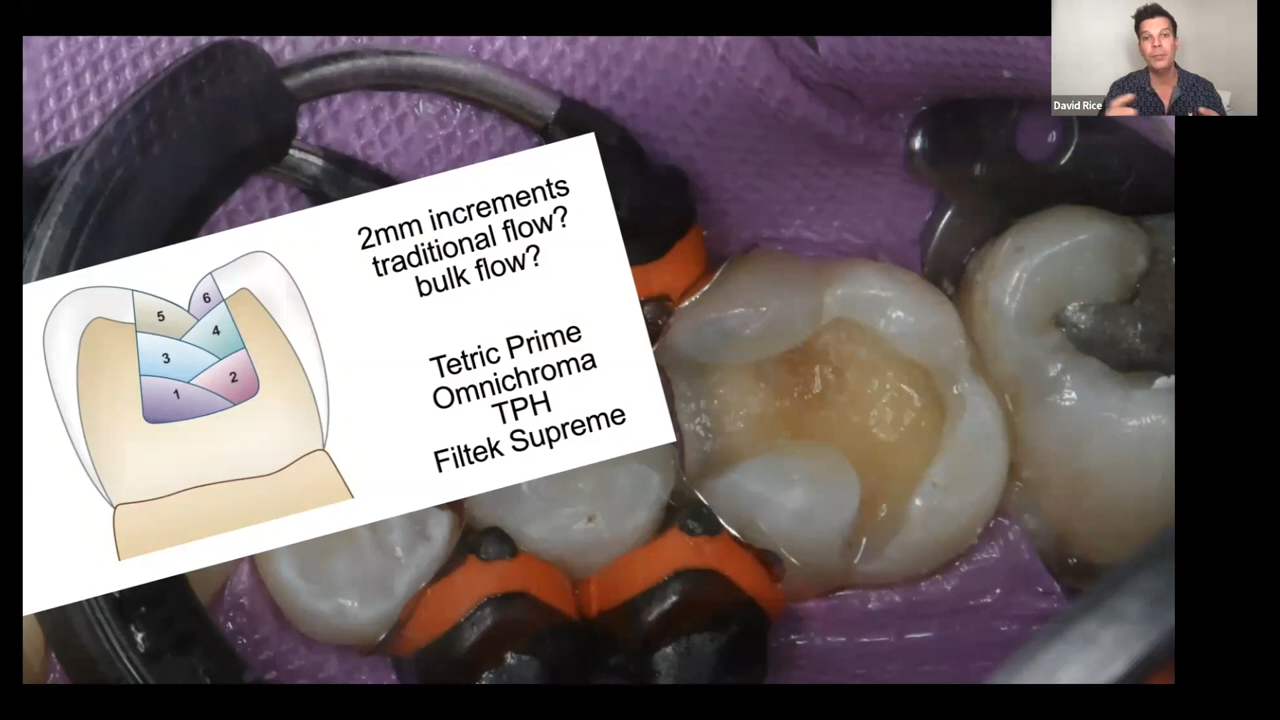 David Rice
2mm increments
traditional flow?
bulk flow?
5
6
4
3
2
1
Tetric Prime
Omnichroma
TPH
Filtek Supreme